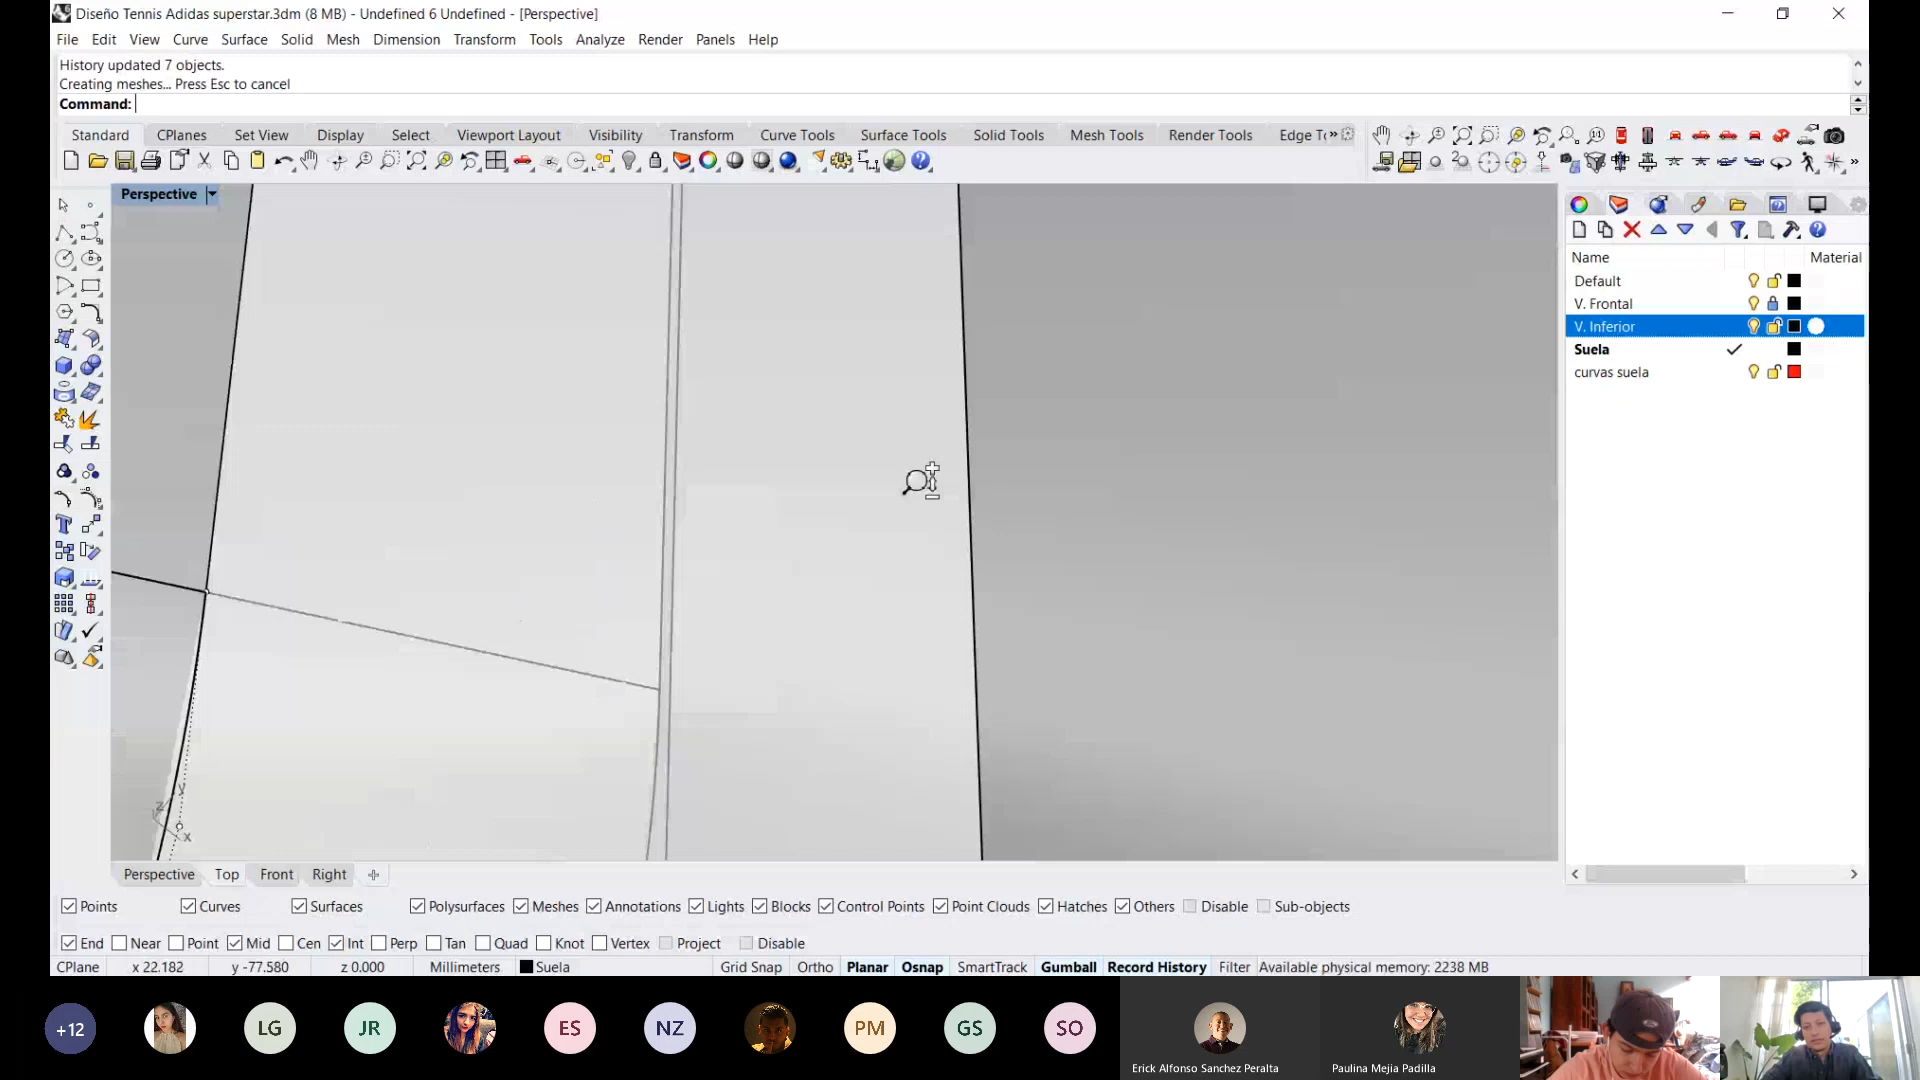 Diseño Tennis Adidas superstar.3dm (8 MB) - Undefined 6 Undefined - [Perspective]
File Edit View Curve Surface Solid Mesh Dimension Transform Tools Analyze Render Panels Help
History updated 7 objects.
Creating meshes... Press Esc to cancel
Command:
Standard CPlanes Set View Display Select Viewport Layout Visibility Transform Curve Tools Surface Tools Solid Tools Mesh Tools Render Tools Edge To
Perspective
Name Material
Default
V. Frontal
V. Inferior
Suela
curvas suela
z y x
Perspective Top Front Right
Points Curves Surfaces Polysurfaces Meshes Annotations Lights Blocks Control Points Point Clouds Hatches Others Disable Sub-objects
End Near Point Mid Cen Int Perp Tan Quad Knot Vertex Project Disable
CPlane x 22.182 y -77.580 z 0.000 Millimeters Suela Grid Snap Ortho Planar Osnap SmartTrack Gumball Record History Filter Available physical memory: 2238 MB
+12 LG JR ES NZ PM GS SO
Erick Alfonso Sanchez Peralta Paulina Mejia Padilla